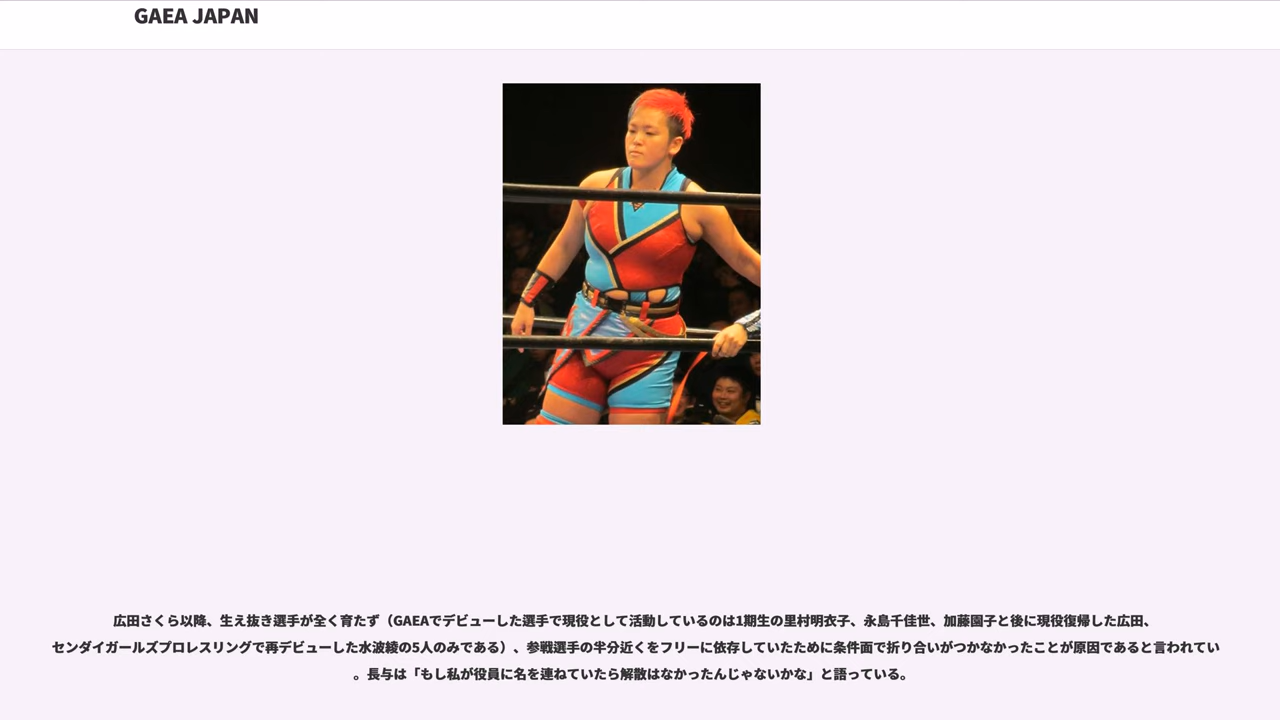 GAEA JAPAN
広田さくら以降、生え抜き選手が全く育たず（GAEAでデビューした選手で現役として活動しているのは1期生の里村明衣子、永島千佳世、加藤園子と後に現役復帰した広田、
センダイガールズプロレスリングで再デビューした水波綾の5人のみである）、参戦選手の半分近くをフリーに依存していたために条件面で折り合いがつかなかったことが原因であると言われてい
。長与は「もし私が役員に名を連ねていたら解散はなかったんじゃないかな」と語っている。